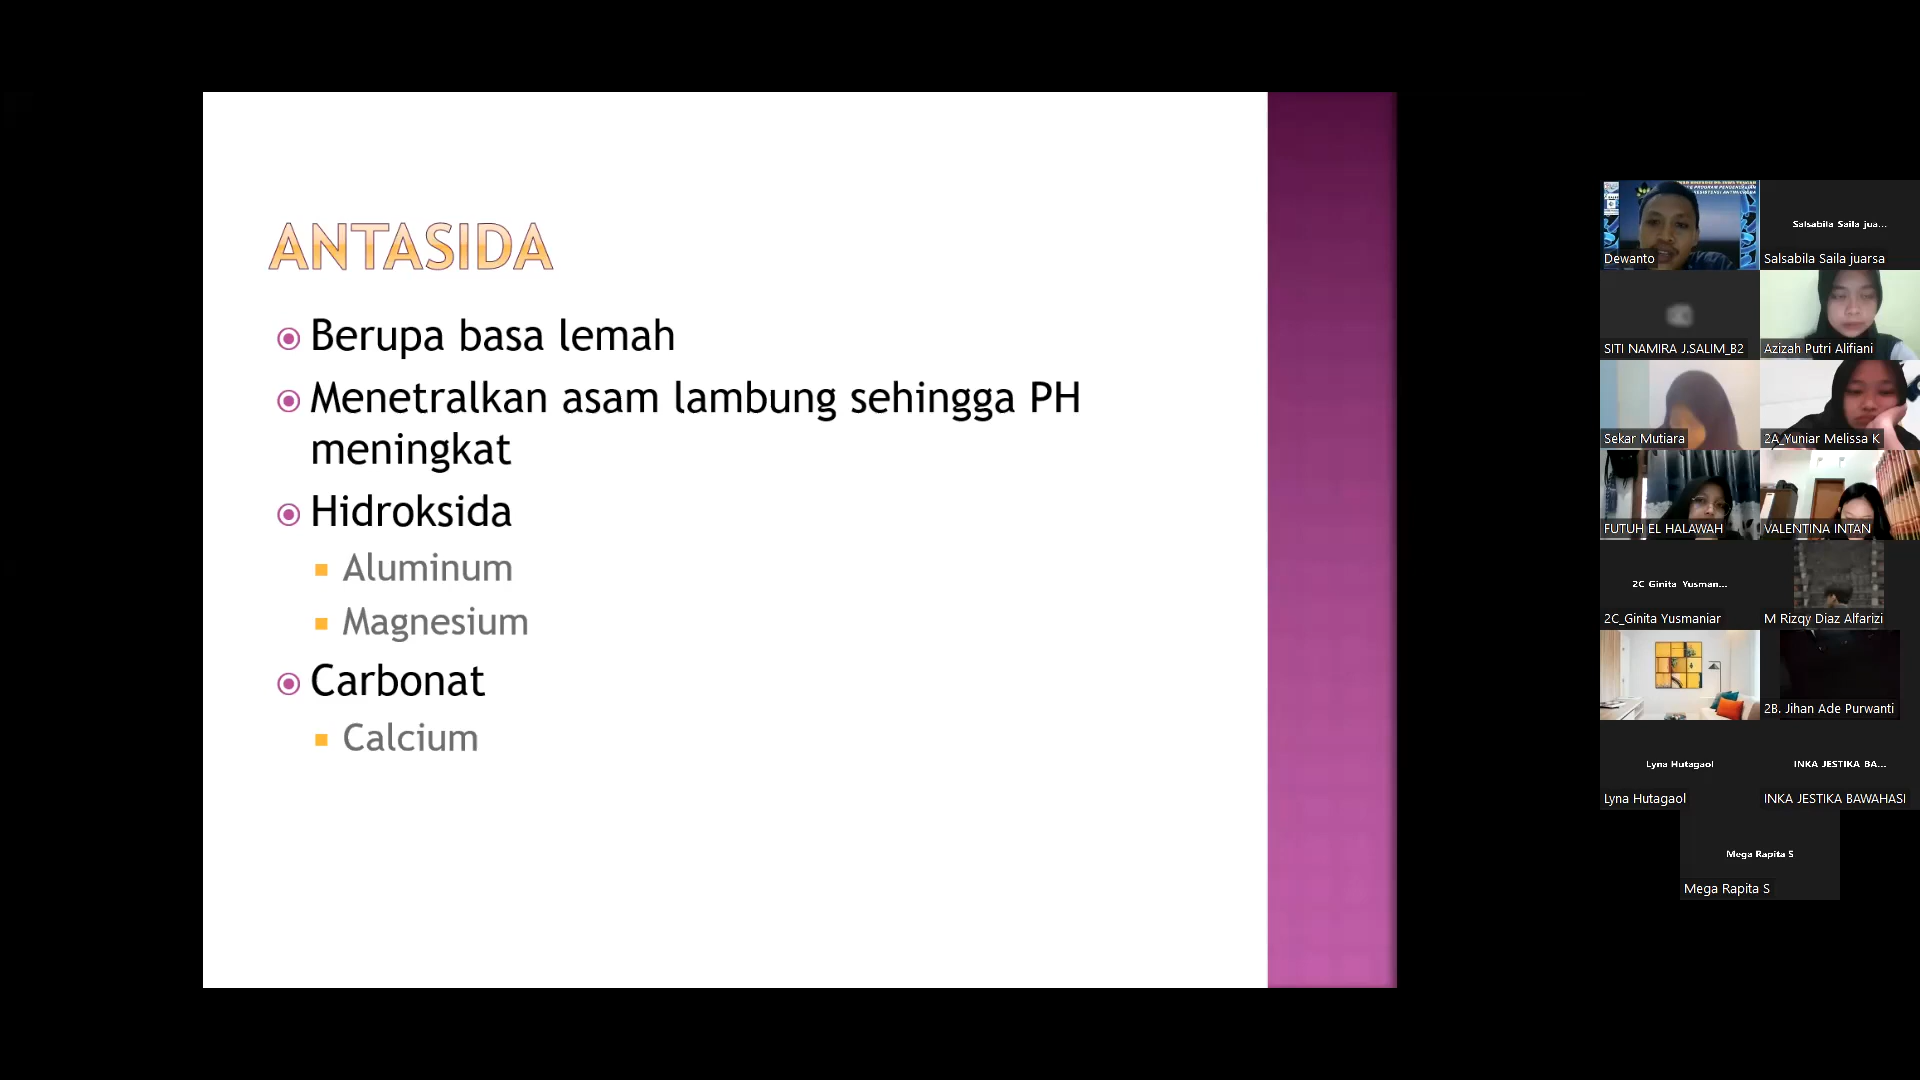 ANTASIDA
Berupa basa lemah
Menetralkan asam lambung sehingga PH
meningkat
Hidroksida
Aluminum
Magnesium
Carbonat
Calcium
Dewanto
Salsabila Saila jua...
Salsabila Saila juarsa
SITI NAMIRA J.SALIM_B2
Azizah Putri Alifiani
Sekar Mutiara
2A_Yuniar Melissa K
FUTUH EL HALAWAH
VALENTINA INTAN
2C Ginita Yusman...
2C_Ginita Yusmaniar
M Rizqy Diaz Alfarizi
2B. Jihan Ade Purwanti
Lyna Hutagaol
Lyna Hutagaol
INKA JESTIKA BA...
INKA JESTIKA BAWAHASI
Mega Rapita S
Mega Rapita S